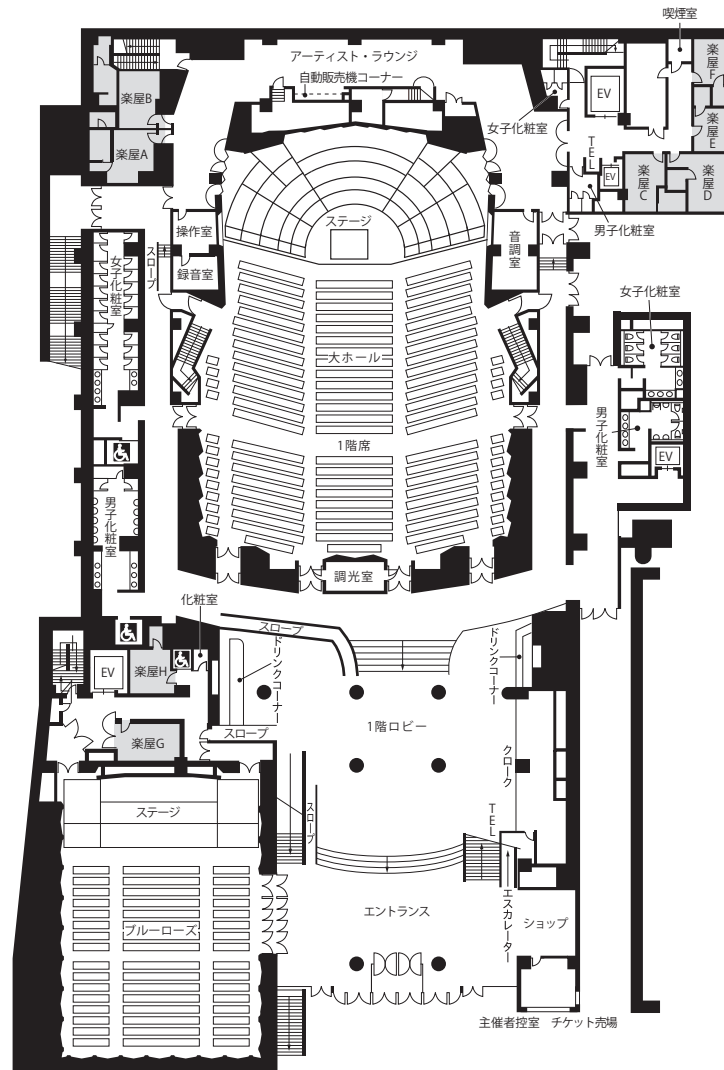 喫煙室
アーティスト・ラウンジ
自動販売機コーナー
楽屋B
楽屋A
女子化粧室
EV
TEL
EV
男子化粧室
楽屋F
楽屋E
楽屋D
楽屋C
ステージ
操作室
録音室
音調室
スロープ
女子化粧室
大ホール
1階席
女子化粧室
男子化粧室
EV
男子化粧室
調光室
化粧室
スロープ
EV
楽屋H
楽屋G
ドリンクコーナー
スロープ
ドリンクコーナー
1階ロビー
クローク
TEL
スロープ
ステージ
ブルーローズ
エントランス
エスカレーター
ショップ
主催者控室 チケット売場